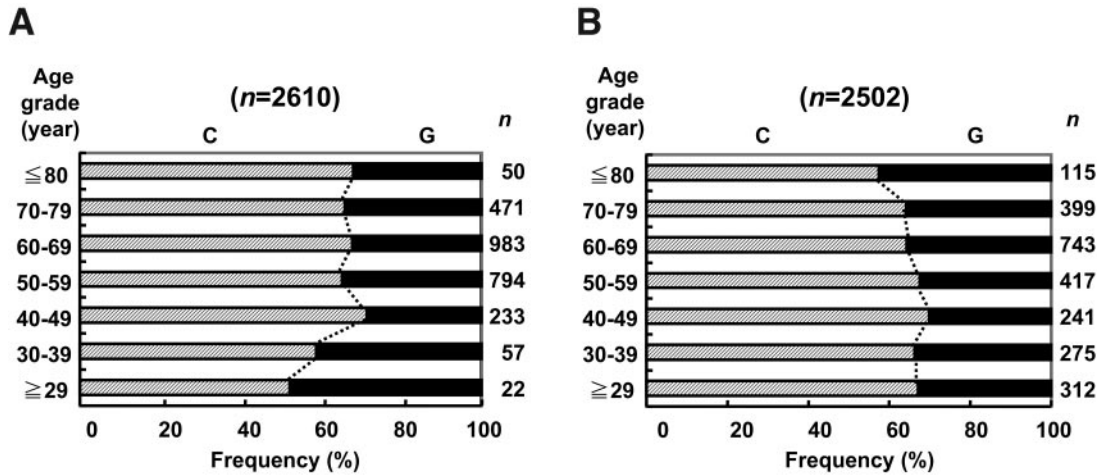 A
Age
grade
(year)
(n=2610)
n
C G
≦80 50
70-79 471
60-69 983
50-59 794
40-49 233
30-39 57
≧29 22
0 20 40 60 80 100
Frequency (%)
B
Age
grade
(year)
(n=2502)
n
C G
≦80 115
70-79 399
60-69 743
50-59 417
40-49 241
30-39 275
≧29 312
0 20 40 60 80 100
Frequency (%)